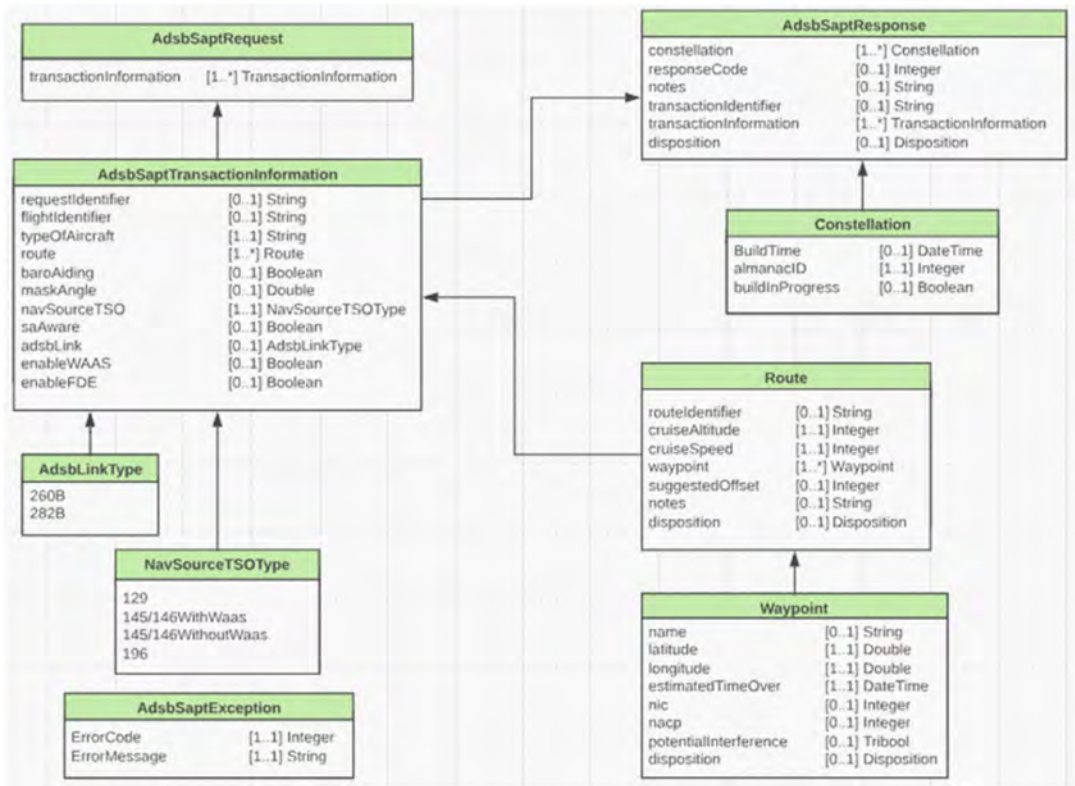 AdsbSaptRequest
transactionInformation [1..*] TransactionInformation
AdsbSaptResponse
constellation [1..*] Constellation
responseCode [0..1] Integer
notes [0..1] String
transactionIdentifier [0..1] String
transactionInformation [1..*] TransactionInformation
disposition [0..1] Disposition
AdsbSaptTransactionInformation
requestIdentifier [0..1] String
flightIdentifier [0..1] String
typeOfAircraft [1..1] String
route [1..*] Route
baroAiding [0..1] Boolean
maskAngle [0..1] Double
navSourceTSO [1..1] NavSourceTSOType
saAware [0..1] Boolean
adsbLink [0..1] AdsbLinkType
enableWAAS [0..1] Boolean
enableFDE [0..1] Boolean
Constellation
BuildTime [0..1] DateTime
almanacID [1..1] Integer
buildInProgress [0..1] Boolean
Route
routeIdentifier [0..1] String
cruiseAltitude [1..1] Integer
cruiseSpeed [1..1] Integer
waypoint [1..*] Waypoint
suggestedOffset [0..1] Integer
notes [0..1] String
disposition [0..1] Disposition
AdsbLinkType
260B
282B
NavSourceTSOType
129
145/146WithWaas
145/146WithoutWaas
196
Waypoint
name [0..1] String
latitude [1..1] Double
longitude [1..1] Double
estimatedTimeOver [1..1] DateTime
nic [0..1] Integer
nacp [0..1] Integer
potentialInterference [0..1] Tribool
disposition [0..1] Disposition
AdsbSaptException
ErrorCode [1..1] Integer
ErrorMessage [1..1] String